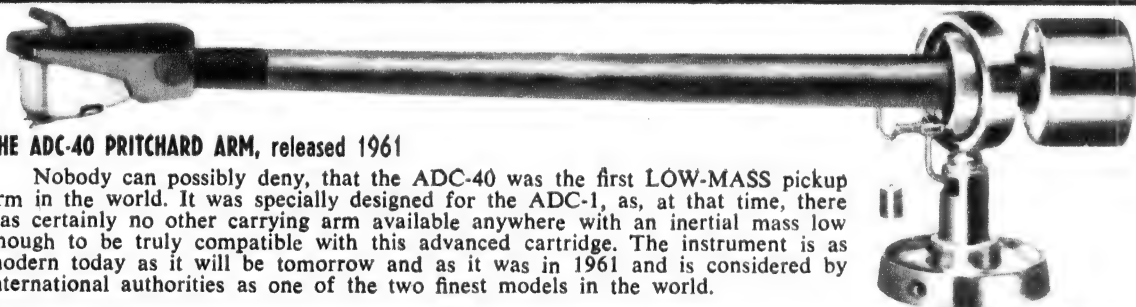 HE ADC-40 PRITCHARD ARM, released 1961
Nobody can possibly deny, that the ADC-40 was the first LOW-MASS pickup
rm in the world. It was specially designed for the ADC-1, as, at that time, there
as certainly no other carrying arm available anywhere with an inertial mass low
nough to be truly compatible with this advanced cartridge. The instrument is as
nodern today as it will be tomorrow and as it was in 1961 and is considered by
nternational authorities as one of the two finest models in the world.